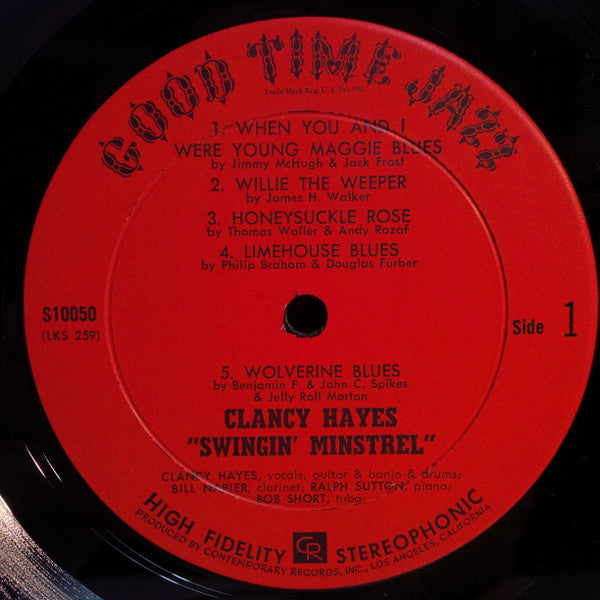 GOOD TIME JAZZ
Trade Mark Reg. U. S. Pat. Off.
1. WHEN YOU AND I
WERE YOUNG MAGGIE BLUES
by Jimmy McHugh & Jack Frost
2. WILLIE THE WEEPER
by James H. Walker
3. HONEYSUCKLE ROSE
by Thomas Waller & Andy Razaf
4. LIMEHOUSE BLUES
by Philip Braham & Douglas Furber
S10050
(LKS 259)
Side 1
5. WOLVERINE BLUES
by Benjamin F. & John C. Spikes
& Jelly Roll Morton
CLANCY HAYES
"SWINGIN' MINSTREL"
CLANCY HAYES, vocals, guitar & banjo & drums;
BILL NAPIER, clarinet; RALPH SUTTON, piano;
BOB SHORT, tuba.
HIGH FIDELITY CR STEREOPHONIC
PRODUCED BY CONTEMPORARY RECORDS, INC., LOS ANGELES, CALIFORNIA